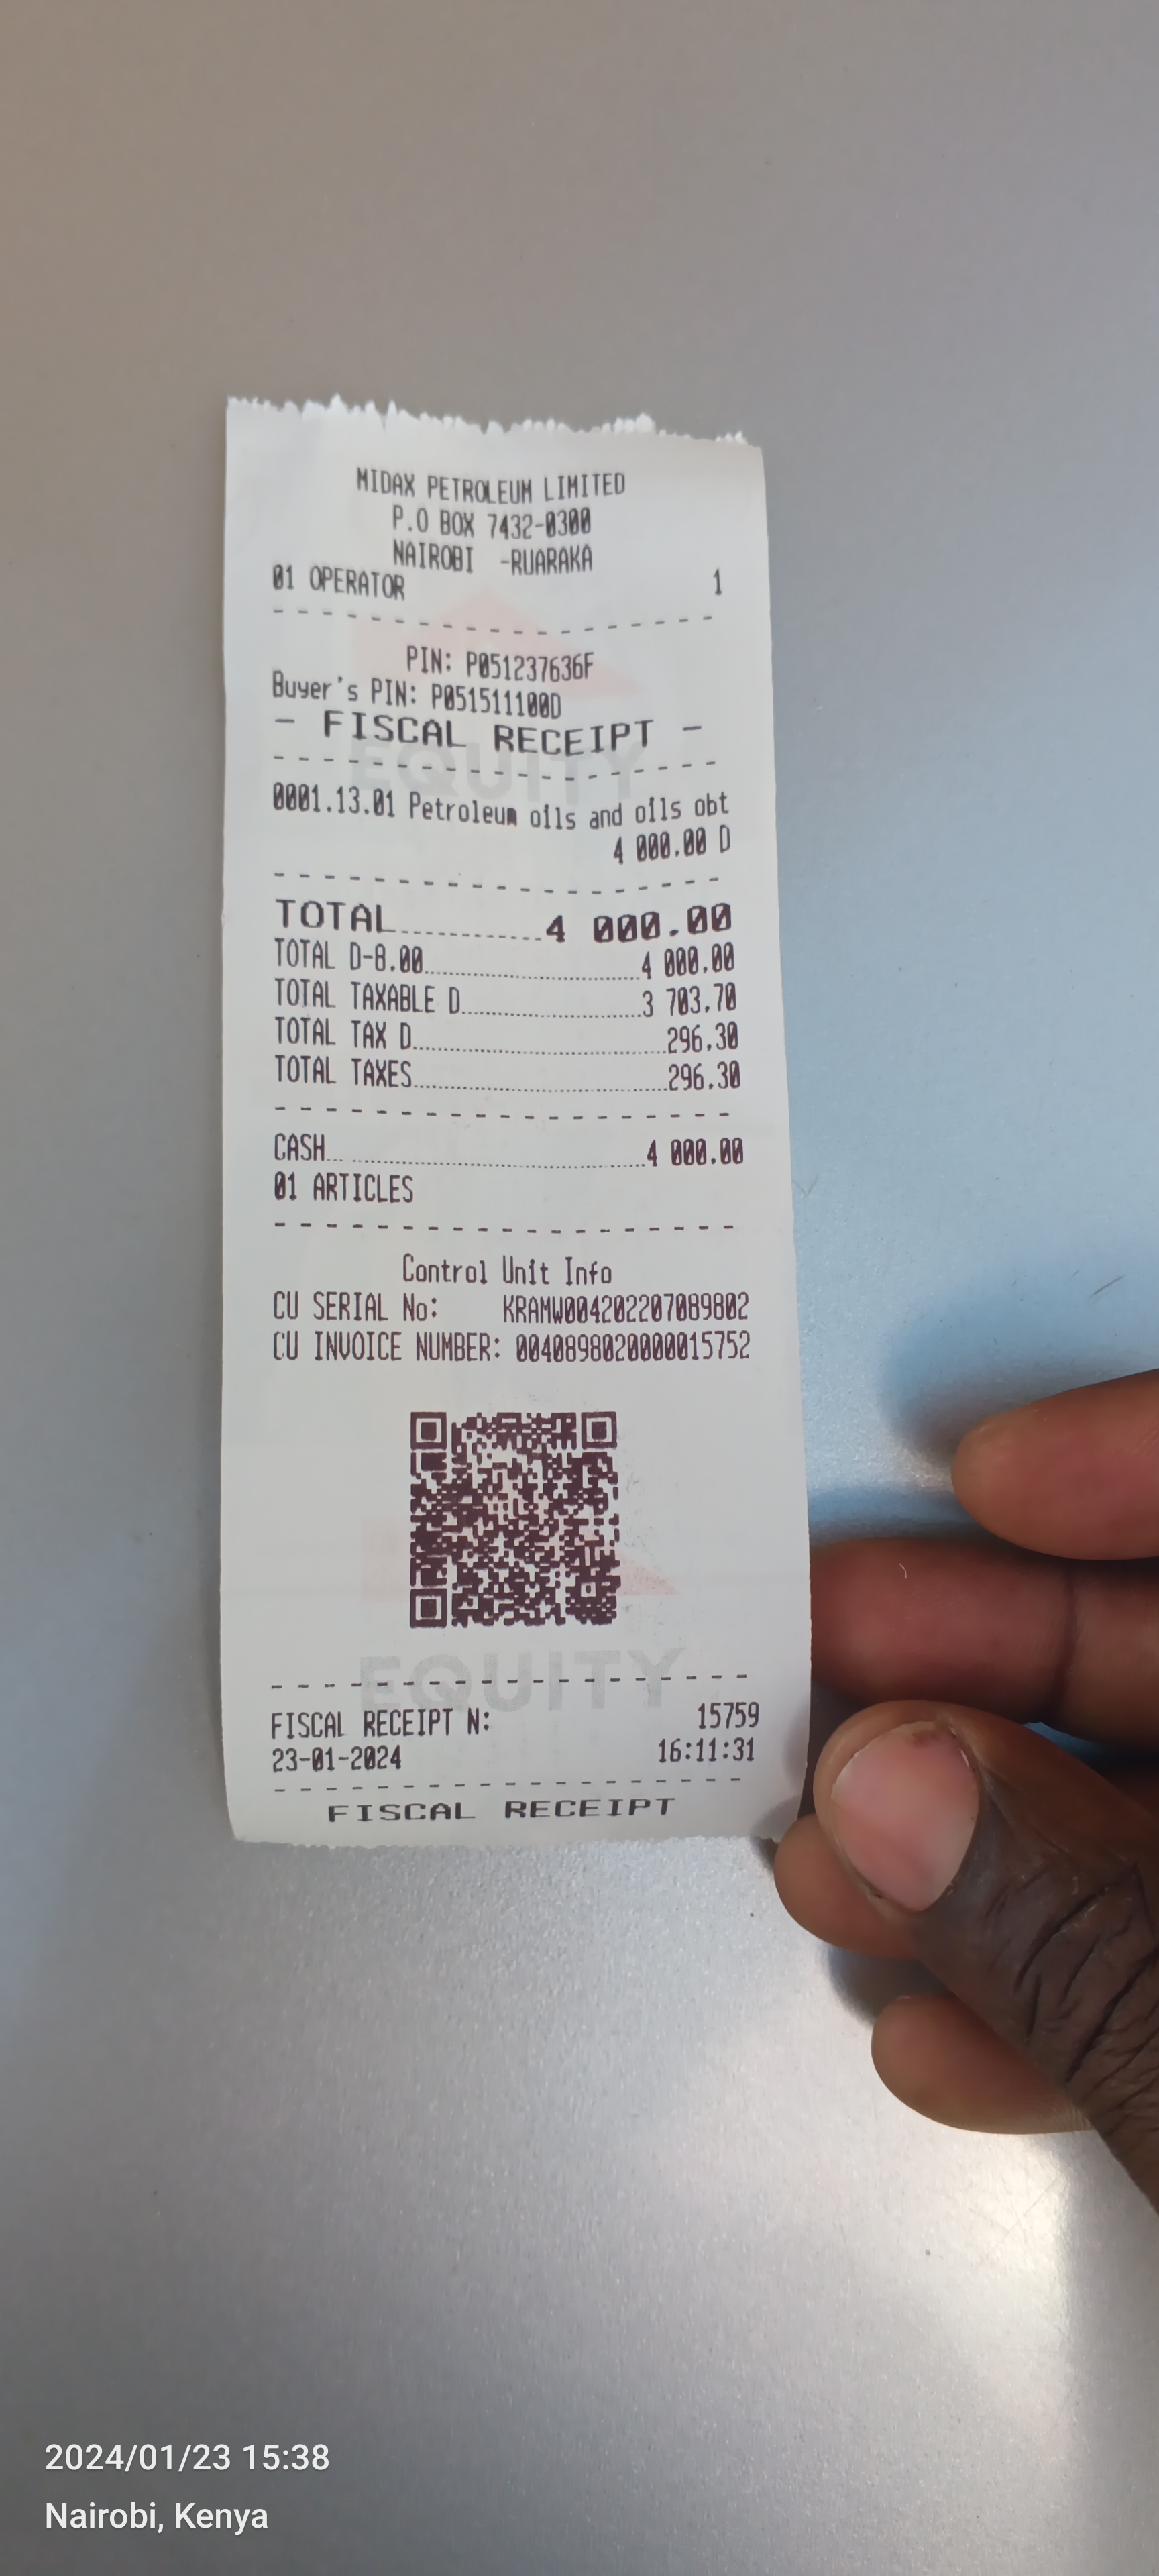 MIDAX PETROLEUM LIMITED
P.O BOX 7432-0300
NAIROBI -RUARAKA
01 OPERATOR 1
PIN: P051237636F
Buyer's PIN: P051511100D
- FISCAL RECEIPT -
EQUITY
0001.13.01 Petroleum oils and oils obt
4 000.00 D
TOTAL 4 000.00
TOTAL D-8.00 4 000.00
TOTAL TAXABLE D 3 703.70
TOTAL TAX D 296.30
TOTAL TAXES 296.30
CASH 4 000.00
01 ARTICLES
Control Unit Info
CU SERIAL No: KRAMW004202207089802
CU INVOICE NUMBER: 0040898020000015752
EQUITY
FISCAL RECEIPT N: 15759
23-01-2024 16:11:31
FISCAL RECEIPT
2024/01/23 15:38
Nairobi, Kenya